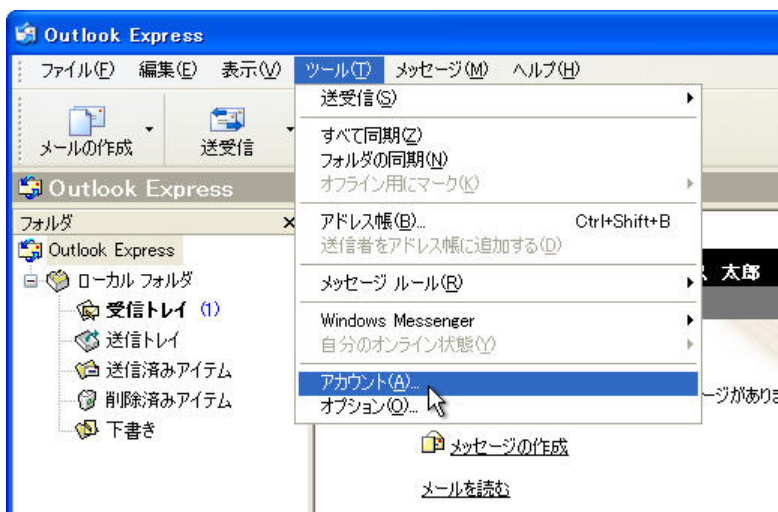 Outlook Express
ファイル(F) 編集(E) 表示(V) ツール(T) メッセージ(M) ヘルプ(H)
メールの作成 送受信
Outlook Express
フォルダ ×
Outlook Express
ローカル フォルダ
受信トレイ (1)
送信トレイ
送信済みアイテム
削除済みアイテム
下書き
送受信(S)
すべて同期(Z)
フォルダの同期(N)
オフライン用にマーク(K)
アドレス帳(B)... Ctrl+Shift+B
送信者をアドレス帳に追加する(D)
メッセージ ルール(R)
Windows Messenger
自分のオンライン状態(Y)
アカウント(A)...
オプション(O)...
太郎
ージがありま
メッセージの作成
メールを読む